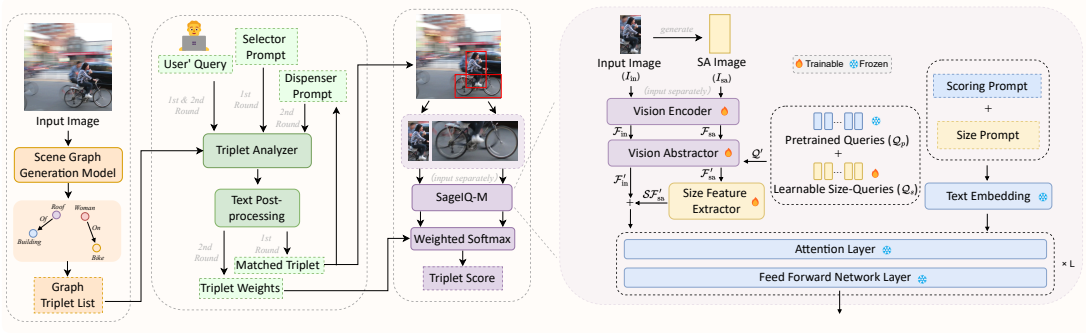 Input Image
Scene Graph
Generation Model
Roof
Woman
Of
On
Building
Bike
Graph
Triplet List
User' Query
Selector
Prompt
Dispenser
Prompt
1st & 2nd
Round
1st
Round
2nd
Round
Triplet Analyzer
Text Post-
processing
2nd
Round
1st
Round
Matched Triplet
Triplet Weights
(input separately)
SageIQ-M
Weighted Softmax
Triplet Score
generate
Input Image
(I_in)
SA Image
(I_sa)
Trainable
Frozen
(input separately)
Vision Encoder
F_in
F_sa
Vision Abstractor
Q'
F'_in
F'_sa
SF'_sa
+
Size Feature
Extractor
Pretrained Queries (Q_p)
+
Learnable Size-Queries (Q_s)
Scoring Prompt
+
Size Prompt
Text Embedding
Attention Layer
Feed Forward Network Layer
× L